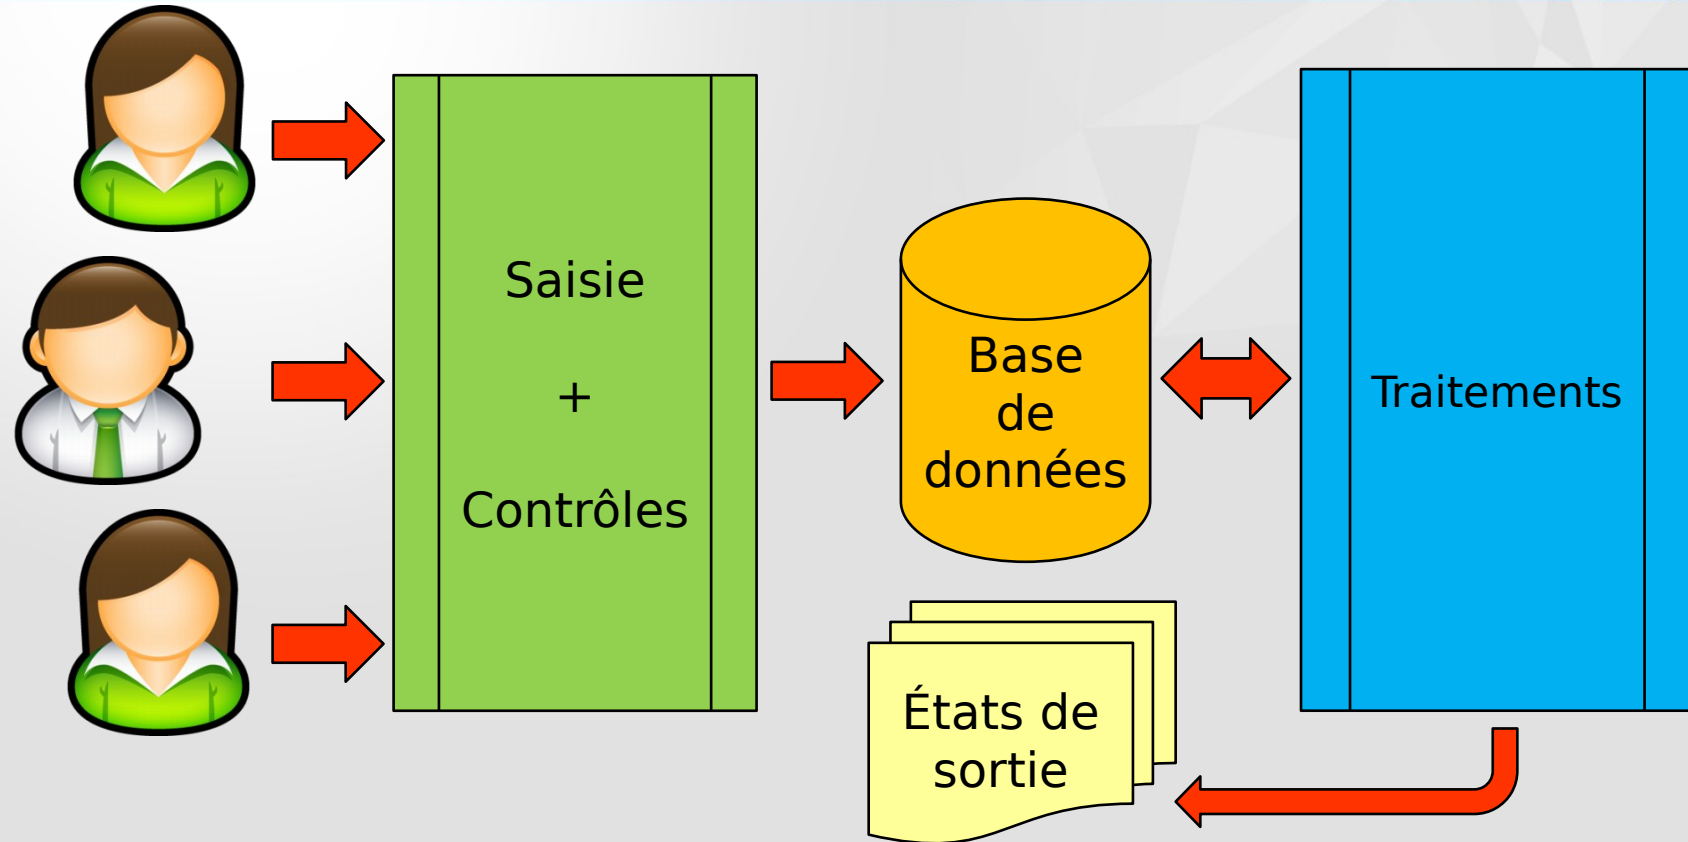 Saisie
+
Contrôles
Base
de
données
Traitements
États de
sortie